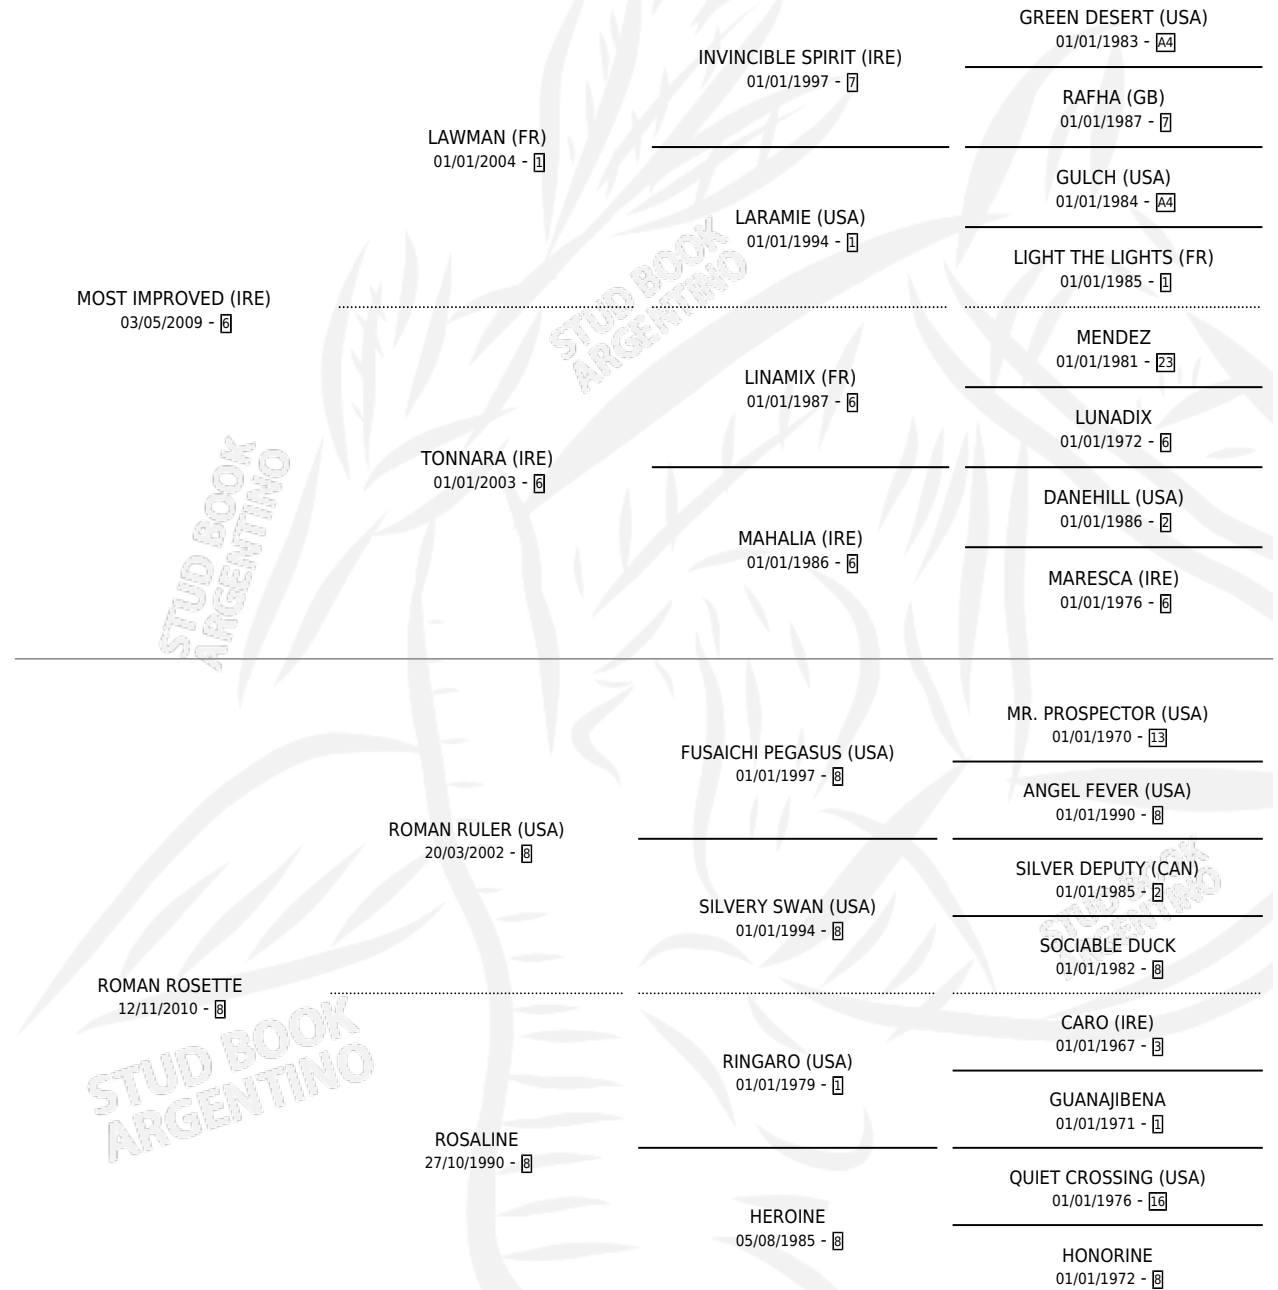 GREEN DESERT (USA)
01/01/1983 - A4
INVINCIBLE SPIRIT (IRE)
01/01/1997 - 7
RAFHA (GB)
01/01/1987 - 7
LAWMAN (FR)
01/01/2004 - 1
GULCH (USA)
01/01/1984 - A4
LARAMIE (USA)
01/01/1994 - 1
LIGHT THE LIGHTS (FR)
01/01/1985 - 1
MOST IMPROVED (IRE)
03/05/2009 - 6
MENDEZ
01/01/1981 - 23
LINAMIX (FR)
01/01/1987 - 6
LUNADIX
01/01/1972 - 6
TONNARA (IRE)
01/01/2003 - 6
DANEHILL (USA)
01/01/1986 - 2
MAHALIA (IRE)
01/01/1986 - 6
MARESCA (IRE)
01/01/1976 - 6
STUD BOOK
ARGENTINO
STUD BOOK
ARGENTINO
MR. PROSPECTOR (USA)
01/01/1970 - 13
FUSAICHI PEGASUS (USA)
01/01/1997 - 8
ANGEL FEVER (USA)
01/01/1990 - 8
ROMAN RULER (USA)
20/03/2002 - 8
SILVER DEPUTY (CAN)
01/01/1985 - 2
SILVERY SWAN (USA)
01/01/1994 - 8
SOCIABLE DUCK
01/01/1982 - 8
STUD BOOK
ARGENTINO
ROMAN ROSETTE
12/11/2010 - 8
CARO (IRE)
01/01/1967 - 3
RINGARO (USA)
01/01/1979 - 1
GUANAJIBENA
01/01/1971 - 1
ROSALINE
27/10/1990 - 8
QUIET CROSSING (USA)
01/01/1976 - 16
HEROINE
05/08/1985 - 8
HONORINE
01/01/1972 - 8
STUD BOOK
ARGENTINO